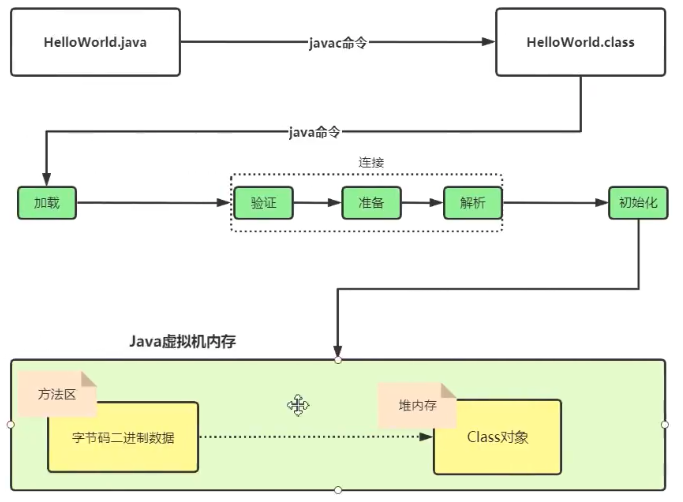 HelloWorld.java
javac命令
HelloWorld.class
java命令
连接
加载
验证
准备
解析
初始化
Java虚拟机内存
方法区
字节码二进制数据
堆内存
Class对象